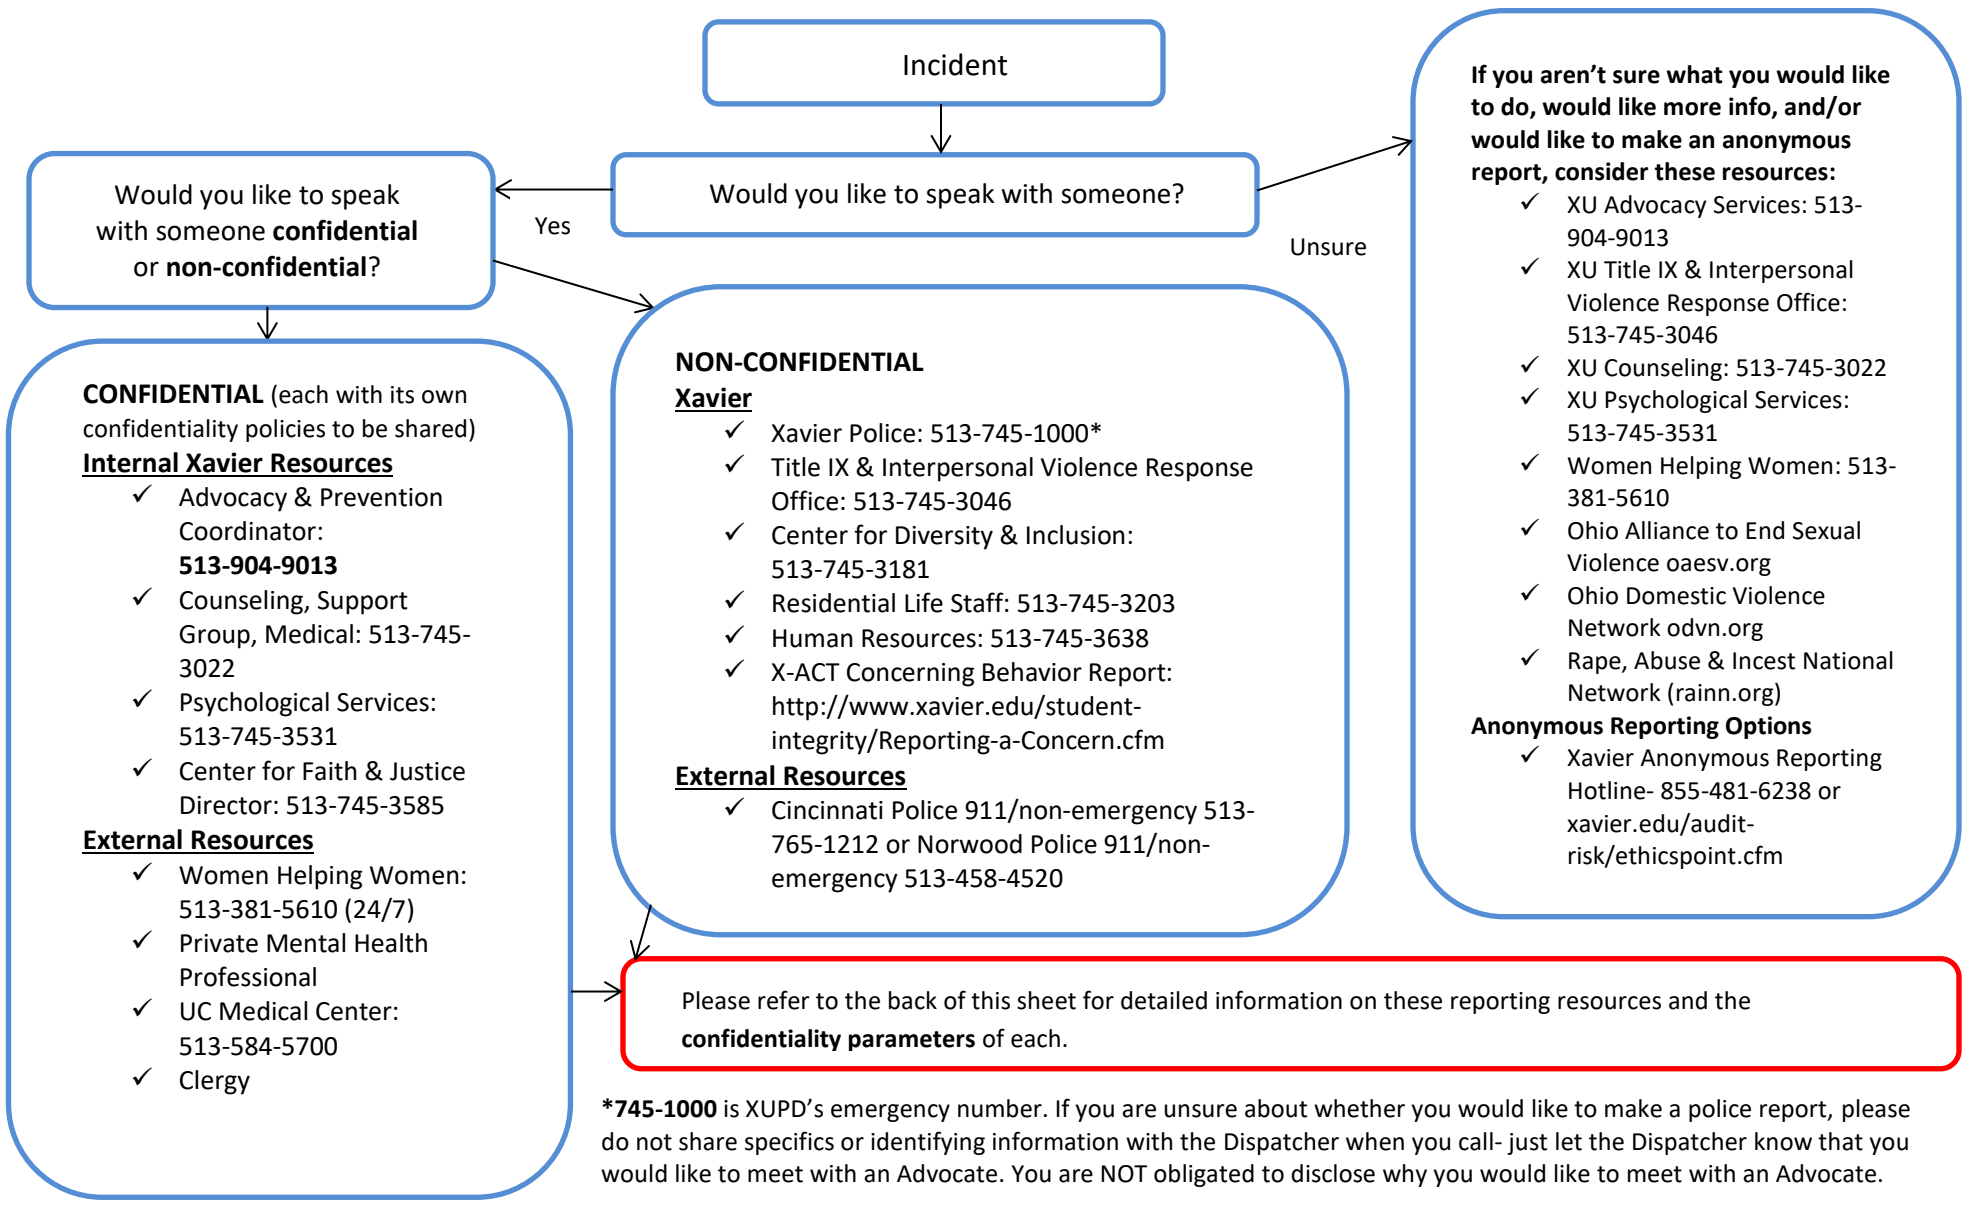 Incident
Would you like to speak with someone?
Yes
Unsure
Would you like to speak
with someone confidential
or non-confidential?
CONFIDENTIAL (each with its own
confidentiality policies to be shared)
Internal Xavier Resources
✓ Advocacy & Prevention
Coordinator:
513-904-9013
✓ Counseling, Support
Group, Medical: 513-745-
3022
✓ Psychological Services:
513-745-3531
✓ Center for Faith & Justice
Director: 513-745-3585
External Resources
✓ Women Helping Women:
513-381-5610 (24/7)
✓ Private Mental Health
Professional
✓ UC Medical Center:
513-584-5700
✓ Clergy
NON-CONFIDENTIAL
Xavier
✓ Xavier Police: 513-745-1000*
✓ Title IX & Interpersonal Violence Response
Office: 513-745-3046
✓ Center for Diversity & Inclusion:
513-745-3181
✓ Residential Life Staff: 513-745-3203
✓ Human Resources: 513-745-3638
✓ X-ACT Concerning Behavior Report:
http://www.xavier.edu/student-
integrity/Reporting-a-Concern.cfm
External Resources
✓ Cincinnati Police 911/non-emergency 513-
765-1212 or Norwood Police 911/non-
emergency 513-458-4520
If you aren’t sure what you would like
to do, would like more info, and/or
would like to make an anonymous
report, consider these resources:
✓ XU Advocacy Services: 513-
904-9013
✓ XU Title IX & Interpersonal
Violence Response Office:
513-745-3046
✓ XU Counseling: 513-745-3022
✓ XU Psychological Services:
513-745-3531
✓ Women Helping Women: 513-
381-5610
✓ Ohio Alliance to End Sexual
Violence oaesv.org
✓ Ohio Domestic Violence
Network odvn.org
✓ Rape, Abuse & Incest National
Network (rainn.org)
Anonymous Reporting Options
✓ Xavier Anonymous Reporting
Hotline- 855-481-6238 or
xavier.edu/audit-
risk/ethicspoint.cfm
Please refer to the back of this sheet for detailed information on these reporting resources and the
confidentiality parameters of each.
*745-1000 is XUPD’s emergency number. If you are unsure about whether you would like to make a police report, please
do not share specifics or identifying information with the Dispatcher when you call- just let the Dispatcher know that you
would like to meet with an Advocate. You are NOT obligated to disclose why you would like to meet with an Advocate.